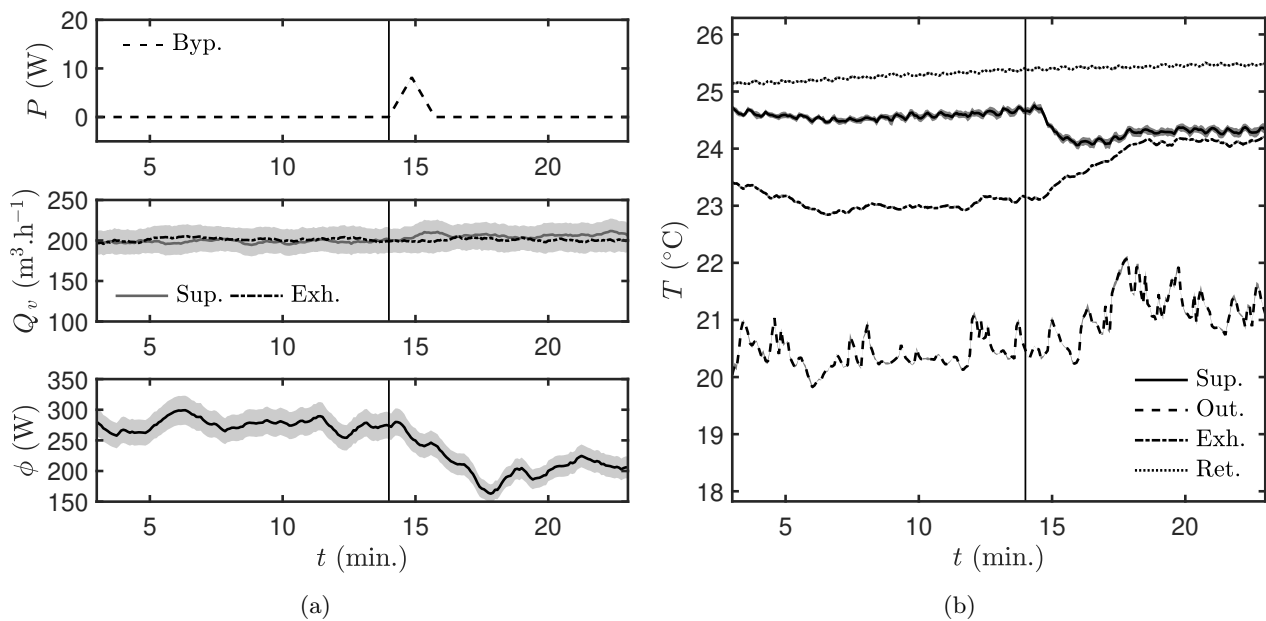 20
10
0
P (W)
Byp.
5 10 15 20
250
200
150
100
Q_v (m³.h⁻¹)
Sup. Exh.
5 10 15 20
350
300
250
200
150
ϕ (W)
5 10 15 20
t (min.)
(a)
26
25
24
23
22
21
20
19
18
T (°C)
Sup.
Out.
Exh.
Ret.
5 10 15 20
t (min.)
(b)